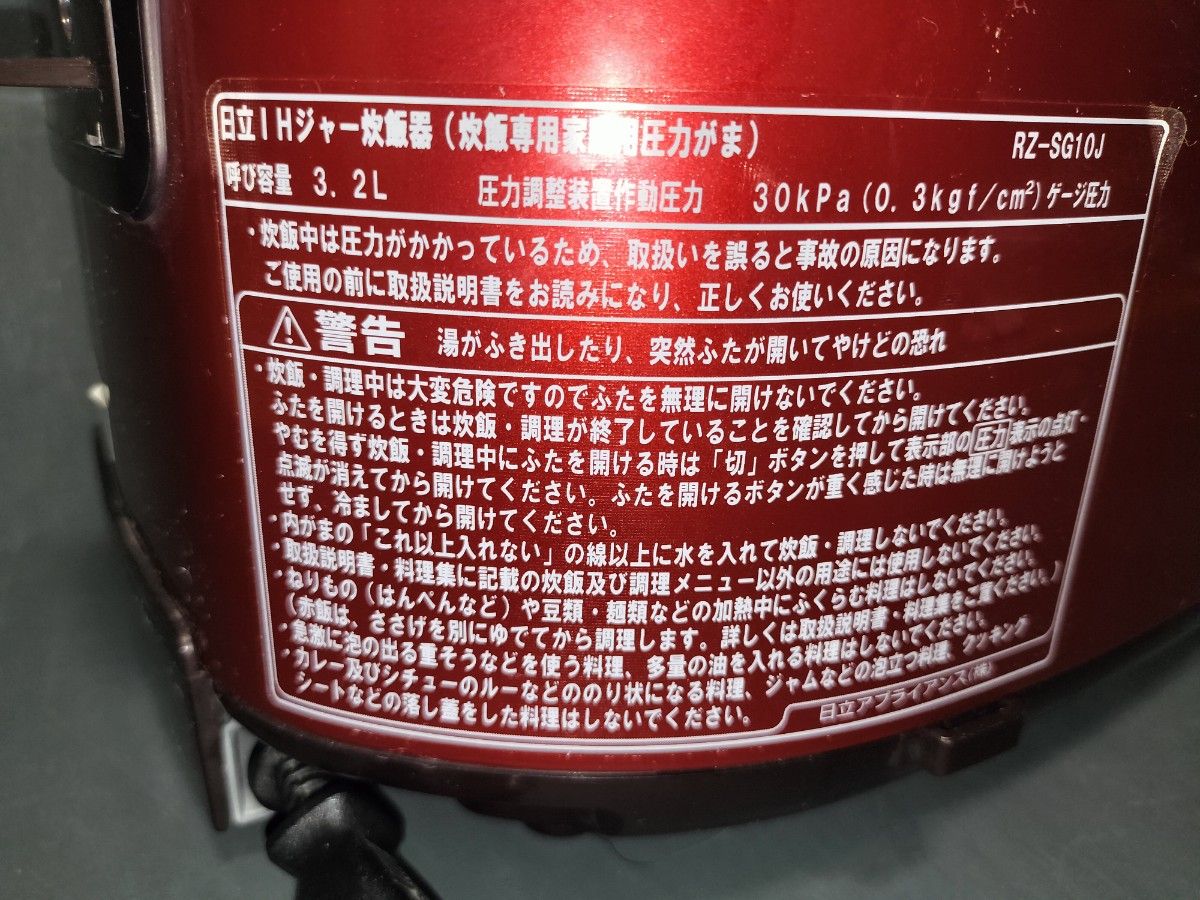 日立IHジャー炊飯器（炊飯専用家 用圧力がま） RZ-SG10J
呼び容量 3.2L 圧力調整装置作動圧力 30kPa(0.3kgf/cm²)ゲージ圧力
・炊飯中は圧力がかかっているため、取扱いを誤ると事故の原因になります。
ご使用の前に取扱説明書をお読みになり、正しくお使いください。
警告 湯がふき出したり、突然ふたが開いてやけどの恐れ
・炊飯・調理中は大変危険ですのでふたを無理に開けないでください。
ふたを開けるときは炊飯・調理が終了していることを確認してから開けてください。
やむを得ず炊飯・調理中にふたを開ける時は「切」ボタンを押して表示部の圧力表示の点灯・
点滅が消えてから開けてください。ふたを開けるボタンが重く感じた時は無理に開けようと
せず、冷ましてから開けてください。
・内がまの「これ以上入れない」の線以上に水を入れて炊飯・調理しないでください。
・取扱説明書・料理集に記載の炊飯及び調理メニュー以外の用途には使用しないでください。
・ねりもの（はんぺんなど）や豆類・麺類などの加熱中にふくらむ料理はしないでください。
（赤飯は、ささげを別にゆでてから調理します。詳しくは取扱説明書・料理集をご覧ください。）
・急激に泡の出る重そうなどを使う料理、多量の油を入れる料理はしないでください。
・カレー及びシチューのルーなどののり状になる料理、ジャムなどの泡立つ料理、クッキング
シートなどの落し蓋をした料理はしないでください。
日立アプライアンス(株)